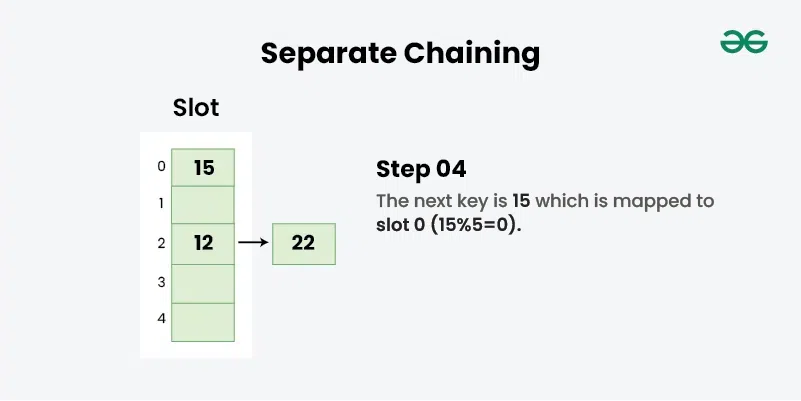 Separate Chaining
Slot
0 15
1
2 12 22
3
4
Step 04
The next key is 15 which is mapped to
slot 0 (15%5=0).